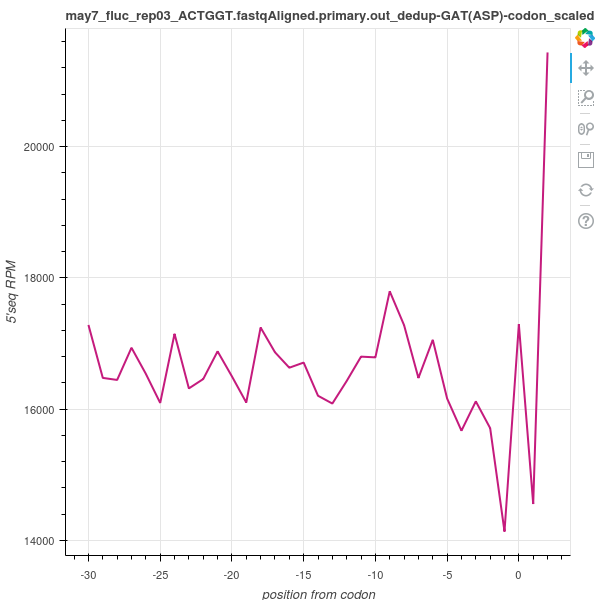 may7_fluc_rep03_ACTGGT.fastqAligned.primary.out_dedup-GAT(ASP)-codon_scaled
5'seq RPM
20000
18000
16000
14000
-30 -25 -20 -15 -10 -5 0
position from codon